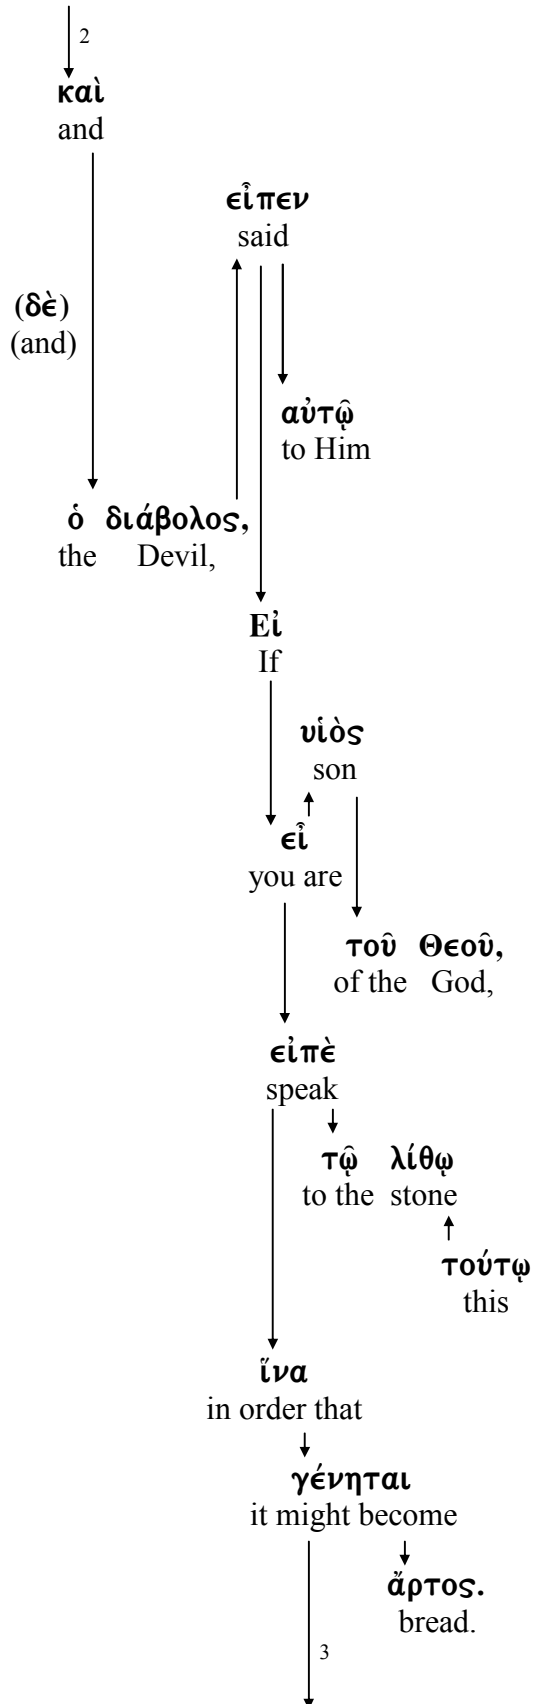 2
καὶ
and
εἶπεν
said
(δὲ)
(and)
αὐτῷ
to Him
ὁ διάβολος,
the Devil,
Εἰ
If
υἱὸς
son
εἶ
you are
τοῦ Θεοῦ,
of the God,
εἰπὲ
speak
τῷ λίθῳ
to the stone
τούτῳ
this
ἵνα
in order that
γένηται
it might become
ἄρτος.
bread.
3